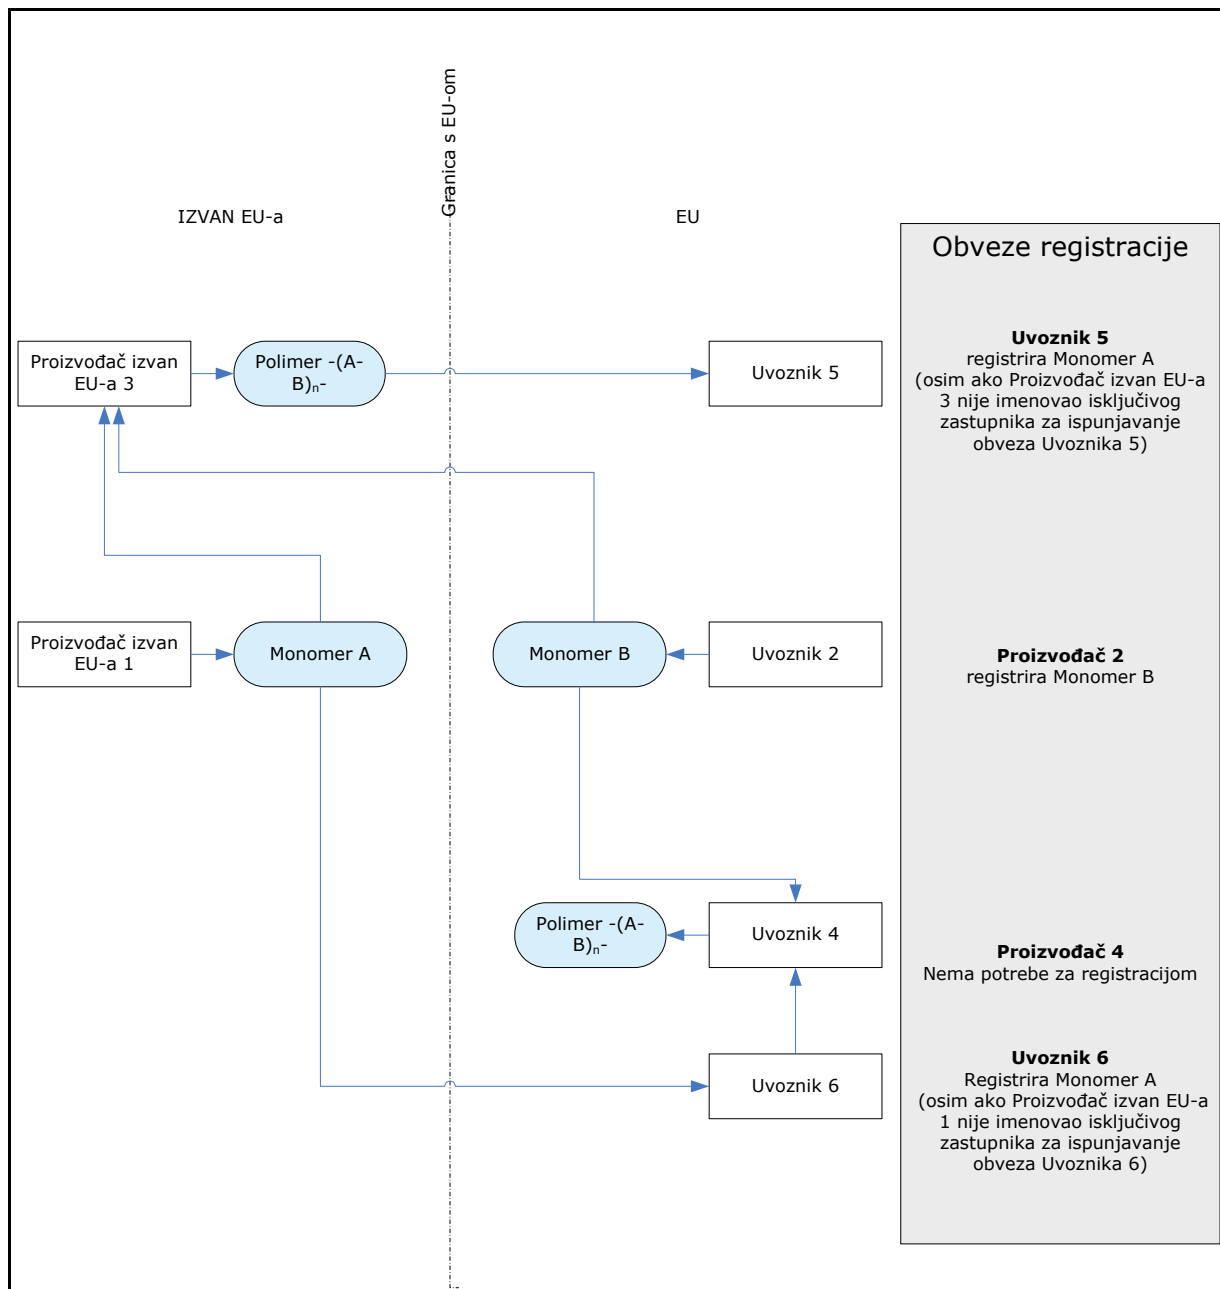 Granica s EU-om
IZVAN EU-a
EU
Obveze registracije
Proizvođač izvan
EU-a 3
Polimer -(A-
B)n-
Uvoznik 5
Uvoznik 5
registrira Monomer A
(osim ako Proizvođač izvan EU-a
3 nije imenovao isključivog
zastupnika za ispunjavanje
obveza Uvoznika 5)
Proizvođač izvan
EU-a 1
Monomer A
Monomer B
Uvoznik 2
Proizvođač 2
registrira Monomer B
Polimer -(A-
B)n-
Uvoznik 4
Proizvođač 4
Nema potrebe za registracijom
Uvoznik 6
Uvoznik 6
Registrira Monomer A
(osim ako Proizvođač izvan EU-a
1 nije imenovao isključivog
zastupnika za ispunjavanje
obveza Uvoznika 6)